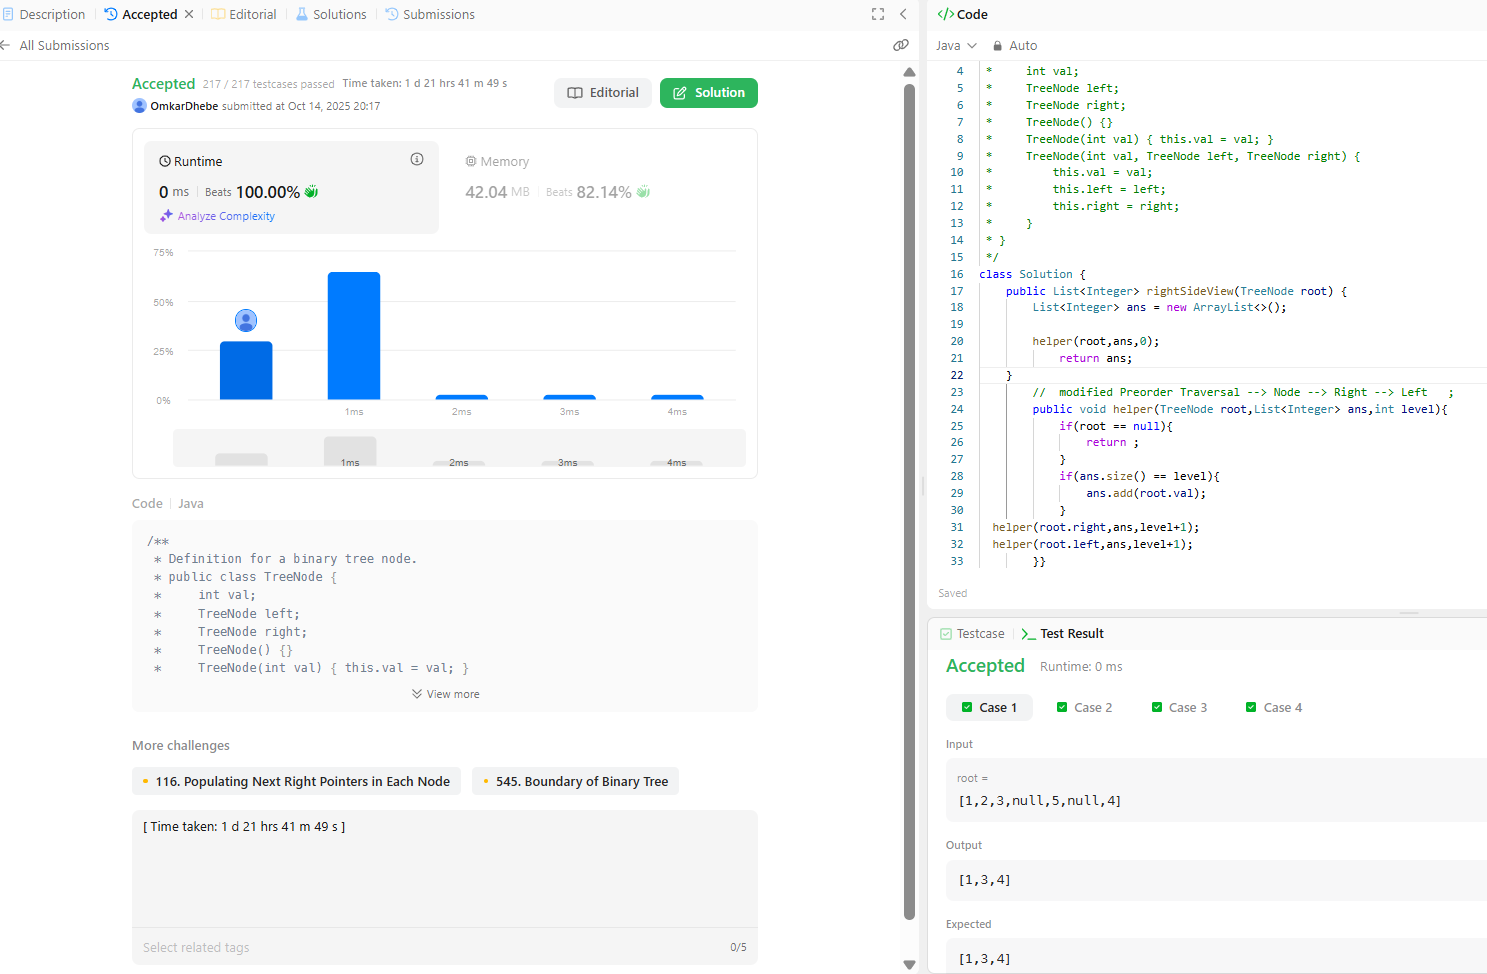 Description
Accepted
Editorial
Solutions
Submissions
All Submissions
Accepted 217 / 217 testcases passed Time taken: 1 d 21 hrs 41 m 49 s
OmkarDhebe submitted at Oct 14, 2025 20:17
Editorial
Solution
Runtime
0 ms Beats 100.00%
Analyze Complexity
Memory
42.04 MB Beats 82.14%
75%
50%
25%
0%
1ms 2ms 3ms 4ms
1ms 2ms 3ms 4ms
Code Java
/**
* Definition for a binary tree node.
* public class TreeNode {
*     int val;
*     TreeNode left;
*     TreeNode right;
*     TreeNode() {}
*     TreeNode(int val) { this.val = val; }
View more
More challenges
116. Populating Next Right Pointers in Each Node
545. Boundary of Binary Tree
[ Time taken: 1 d 21 hrs 41 m 49 s ]
Select related tags
0/5
</> Code
Java Auto
4 *     int val;
5 *     TreeNode left;
6 *     TreeNode right;
7 *     TreeNode() {}
8 *     TreeNode(int val) { this.val = val; }
9 *     TreeNode(int val, TreeNode left, TreeNode right) {
10 *         this.val = val;
11 *         this.left = left;
12 *         this.right = right;
13 *     }
14 * }
15 */
16 class Solution {
17     public List<Integer> rightSideView(TreeNode root) {
18         List<Integer> ans = new ArrayList<>();
19
20         helper(root,ans,0);
21             return ans;
22     }
23         //  modified Preorder Traversal --> Node --> Right --> Left   ;
24         public void helper(TreeNode root,List<Integer> ans,int level){
25             if(root == null){
26                 return ;
27             }
28             if(ans.size() == level){
29                 ans.add(root.val);
30             }
31   helper(root.right,ans,level+1);
32   helper(root.left,ans,level+1);
33         }}
Saved
Testcase
Test Result
Accepted Runtime: 0 ms
Case 1 Case 2 Case 3 Case 4
Input
root =
[1,2,3,null,5,null,4]
Output
[1,3,4]
Expected
[1,3,4]